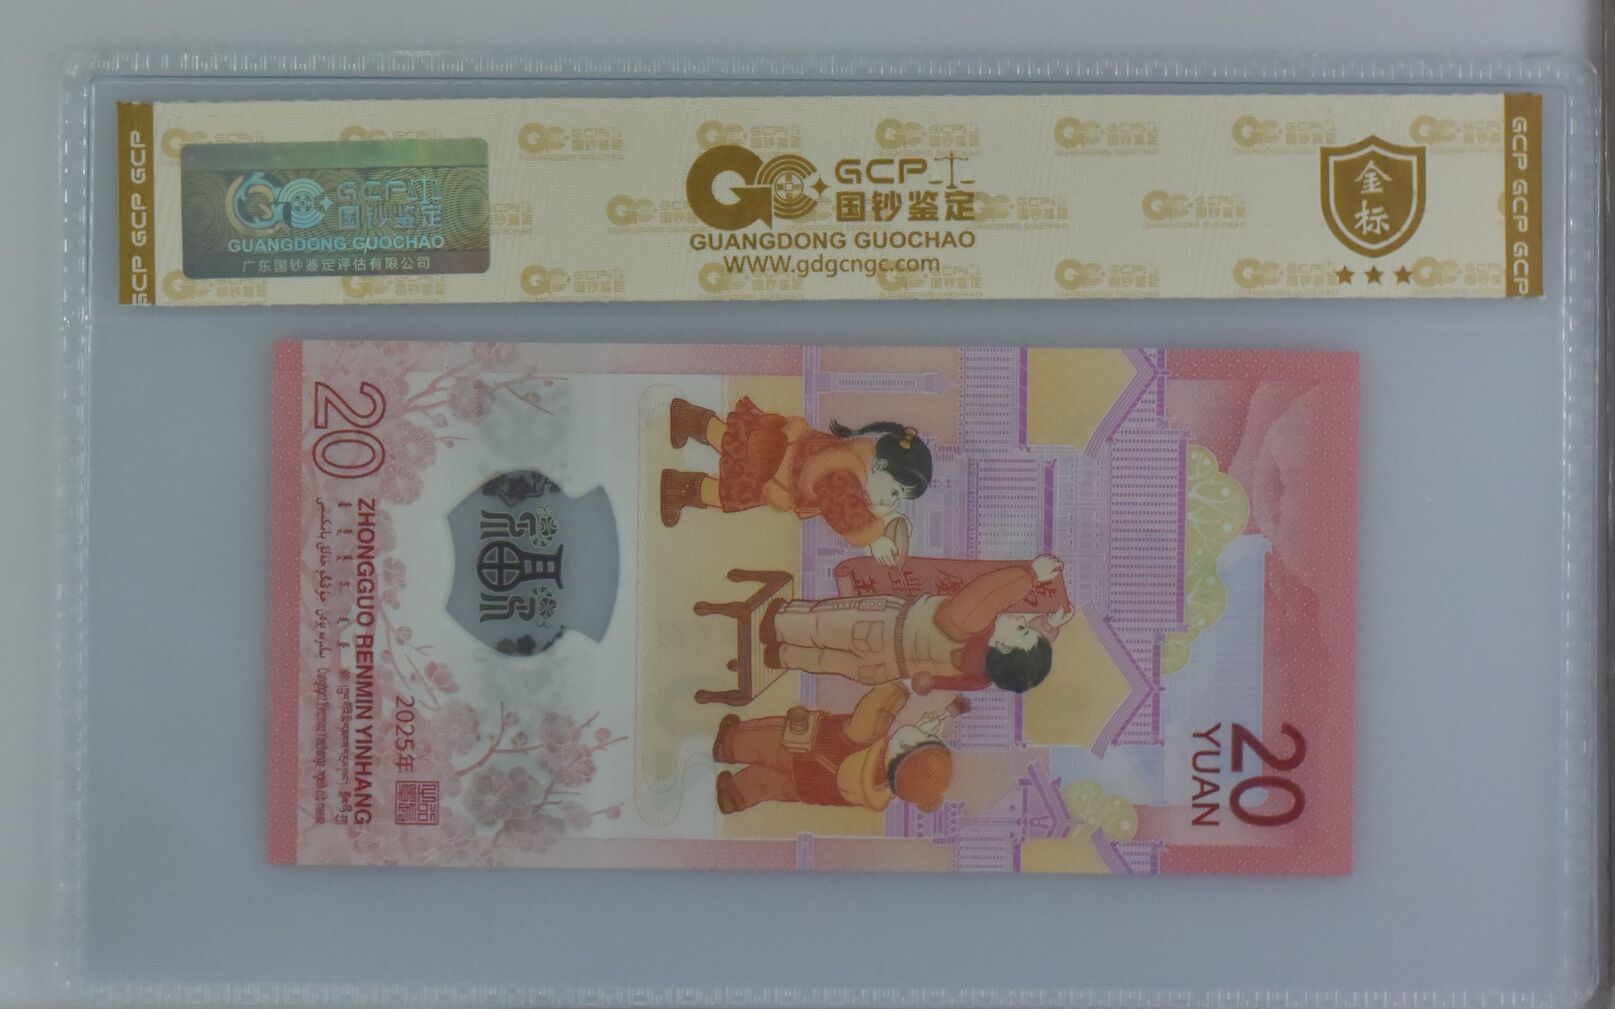 GCP GCP GCP
GCP
国钞鉴定
GUANGDONG GUOCHAO
广东国钞鉴定评估有限公司
GCP
国钞鉴定
GUANGDONG GUOCHAO
WWW.gdgcngc.com
金标
GCP GCP GCP
20
ZHONGGUO RENMIN YINHANG
2025年
20
YUAN